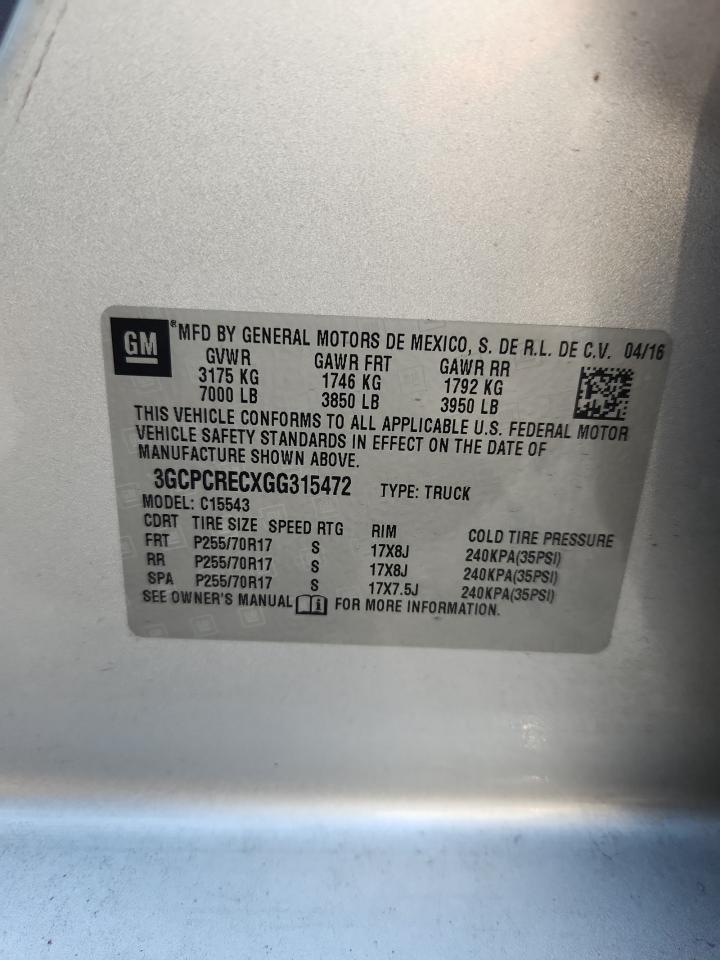 GM
®MFD BY GENERAL MOTORS DE MEXICO, S. DE R.L. DE C.V. 04/16
GVWR GAWR FRT GAWR RR
3175 KG 1746 KG 1792 KG
7000 LB 3850 LB 3950 LB
THIS VEHICLE CONFORMS TO ALL APPLICABLE U.S. FEDERAL MOTOR
VEHICLE SAFETY STANDARDS IN EFFECT ON THE DATE OF
MANUFACTURE SHOWN ABOVE.
3GCPCRECXGG315472 TYPE: TRUCK
MODEL: C15543
CDRT TIRE SIZE SPEED RTG RIM COLD TIRE PRESSURE
FRT P255/70R17 S 17X8J 240KPA(35PSI)
RR P255/70R17 S 17X8J 240KPA(35PSI)
SPA P255/70R17 S 17X7.5J 240KPA(35PSI)
SEE OWNER'S MANUAL FOR MORE INFORMATION.